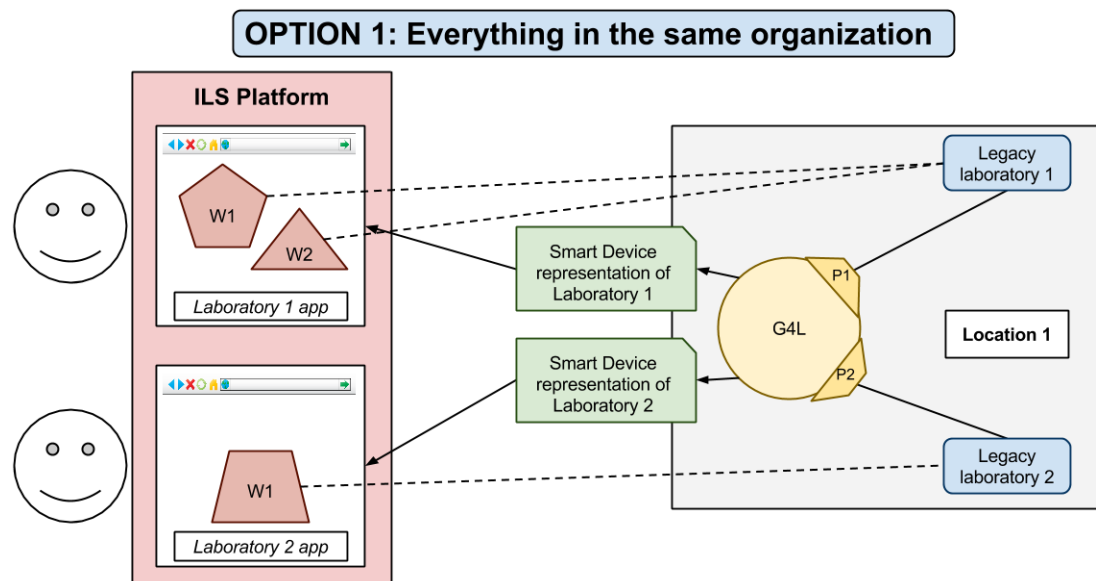 OPTION 1: Everything in the same organization
ILS Platform
W1
W2
Laboratory 1 app
W1
Laboratory 2 app
Smart Device
representation of
Laboratory 1
Smart Device
representation of
Laboratory 2
G4L
P1
P2
Legacy
laboratory 1
Location 1
Legacy
laboratory 2